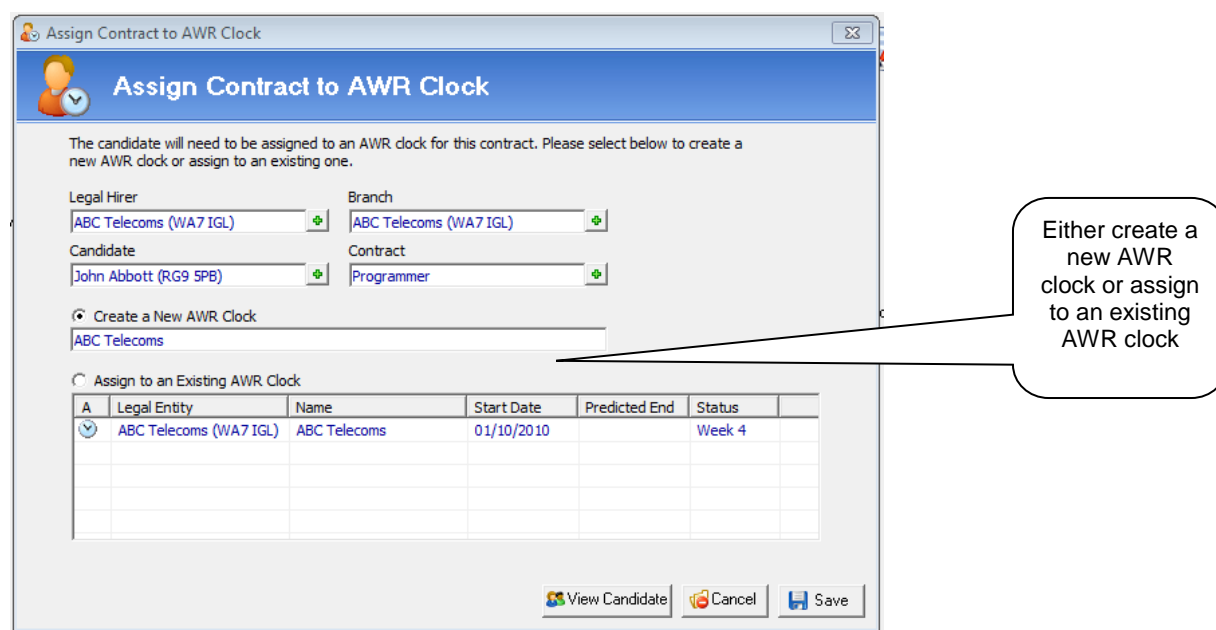 Assign Contract to AWR Clock
Assign Contract to AWR Clock
The candidate will need to be assigned to an AWR clock for this contract. Please select below to create a
new AWR clock or assign to an existing one.
Legal Hirer Branch
ABC Telecoms (WA7 IGL) ABC Telecoms (WA7 IGL)
Candidate Contract
John Abbott (RG9 5PB) Programmer
Create a New AWR Clock
ABC Telecoms
Assign to an Existing AWR Clock
A Legal Entity Name Start Date Predicted End Status
ABC Telecoms (WA7 IGL) ABC Telecoms 01/10/2010 Week 4
View Candidate Cancel Save
Either create a
new AWR
clock or assign
to an existing
AWR clock